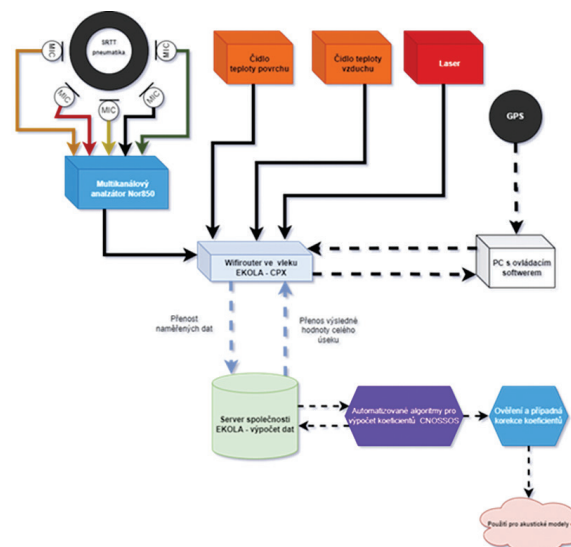 SRTT
pneumatika
MIC
MIC
MIC
MIC
MIC
Čidlo
teploty povrchu
Čidlo teploty
vzduchu
Laser
GPS
Multikanálový
analzátor Nor850
Wifirouter ve vleku
EKOLA - CPX
PC s ovládacím
softwerem
Přenost
naměřených dat
Přenos výsledné
hodnoty celého
úseku
Server společnosti
EKOLA - výpočet dat
Automatizované algoritmy pro
výpočet koeficientů CNOSSOS
Ověření a případná
korekce koeficientů
Použití pro akustické modely